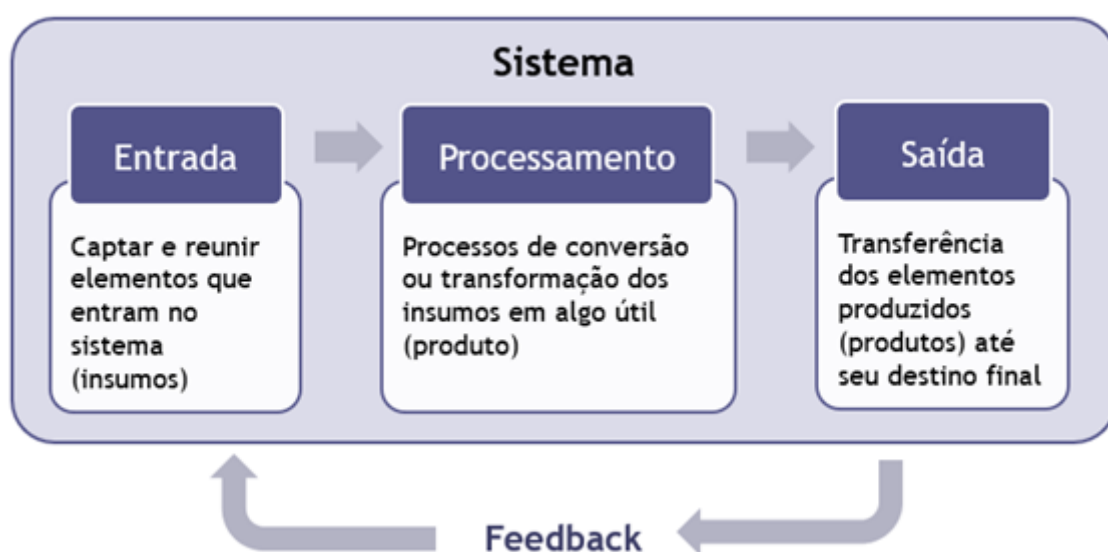 Sistema
Entrada
Captar e reunir
elementos que
entram no
sistema
(insumos)
Processamento
Processos de conversão
ou transformação dos
insumos em algo útil
(produto)
Saída
Transferência
dos elementos
produzidos
(produtos) até
seu destino final
Feedback